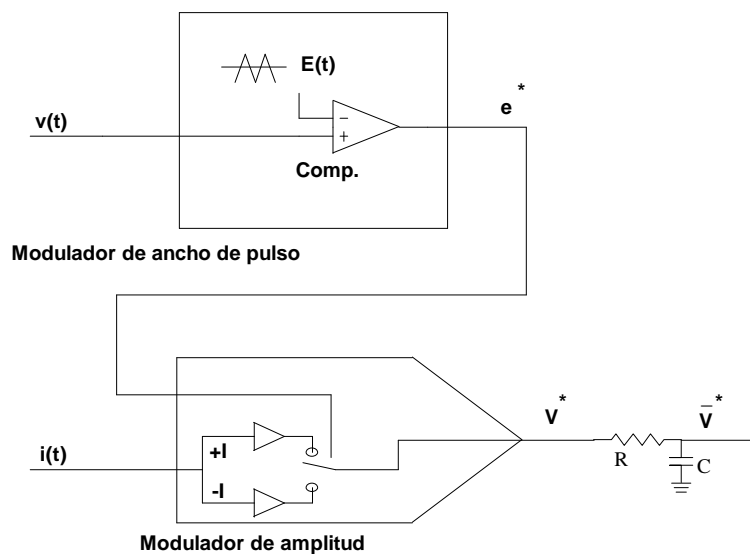 E(t)
*
e
v(t)
−
+
Comp.
Modulador de ancho de pulso
*
V
_ *
V
i(t)
+I
-I
R
C
Modulador de amplitud